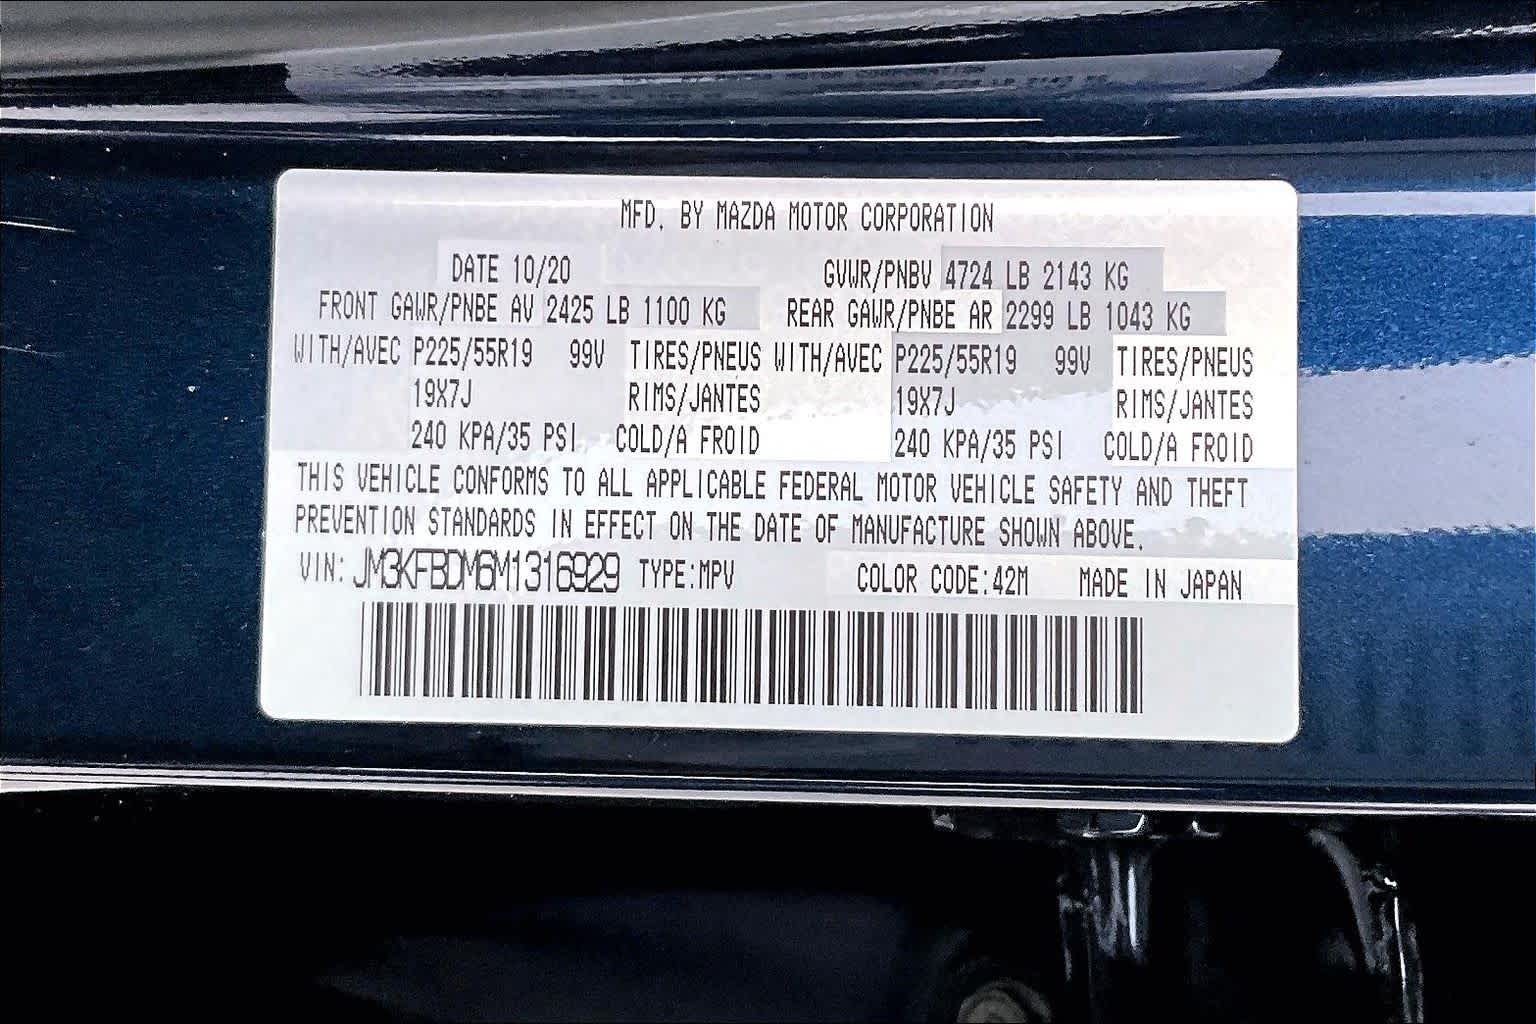 MFD. BY MAZDA MOTOR CORPORATION
DATE 10/20 GVWR/PNBV 4724 LB 2143 KG
FRONT GAWR/PNBE AV 2425 LB 1100 KG REAR GAWR/PNBE AR 2299 LB 1043 KG
WITH/AVEC P225/55R19 99V TIRES/PNEUS WITH/AVEC P225/55R19 99V TIRES/PNEUS
19X7J RIMS/JANTES 19X7J RIMS/JANTES
240 KPA/35 PSI COLD/A FROID 240 KPA/35 PSI COLD/A FROID
THIS VEHICLE CONFORMS TO ALL APPLICABLE FEDERAL MOTOR VEHICLE SAFETY AND THEFT
PREVENTION STANDARDS IN EFFECT ON THE DATE OF MANUFACTURE SHOWN ABOVE.
VIN: JM3KFBDM6M1316929 TYPE:MPV COLOR CODE:42M MADE IN JAPAN